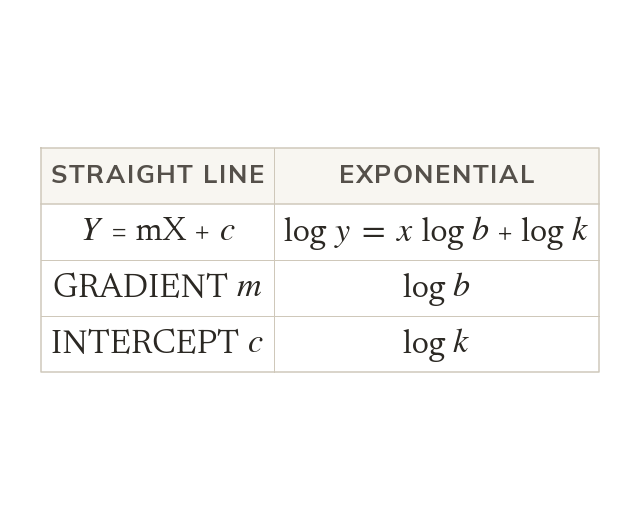 STRAIGHT LINE EXPONENTIAL
Y = mX + c log y = x log b + log k
GRADIENT m log b
INTERCEPT c log k